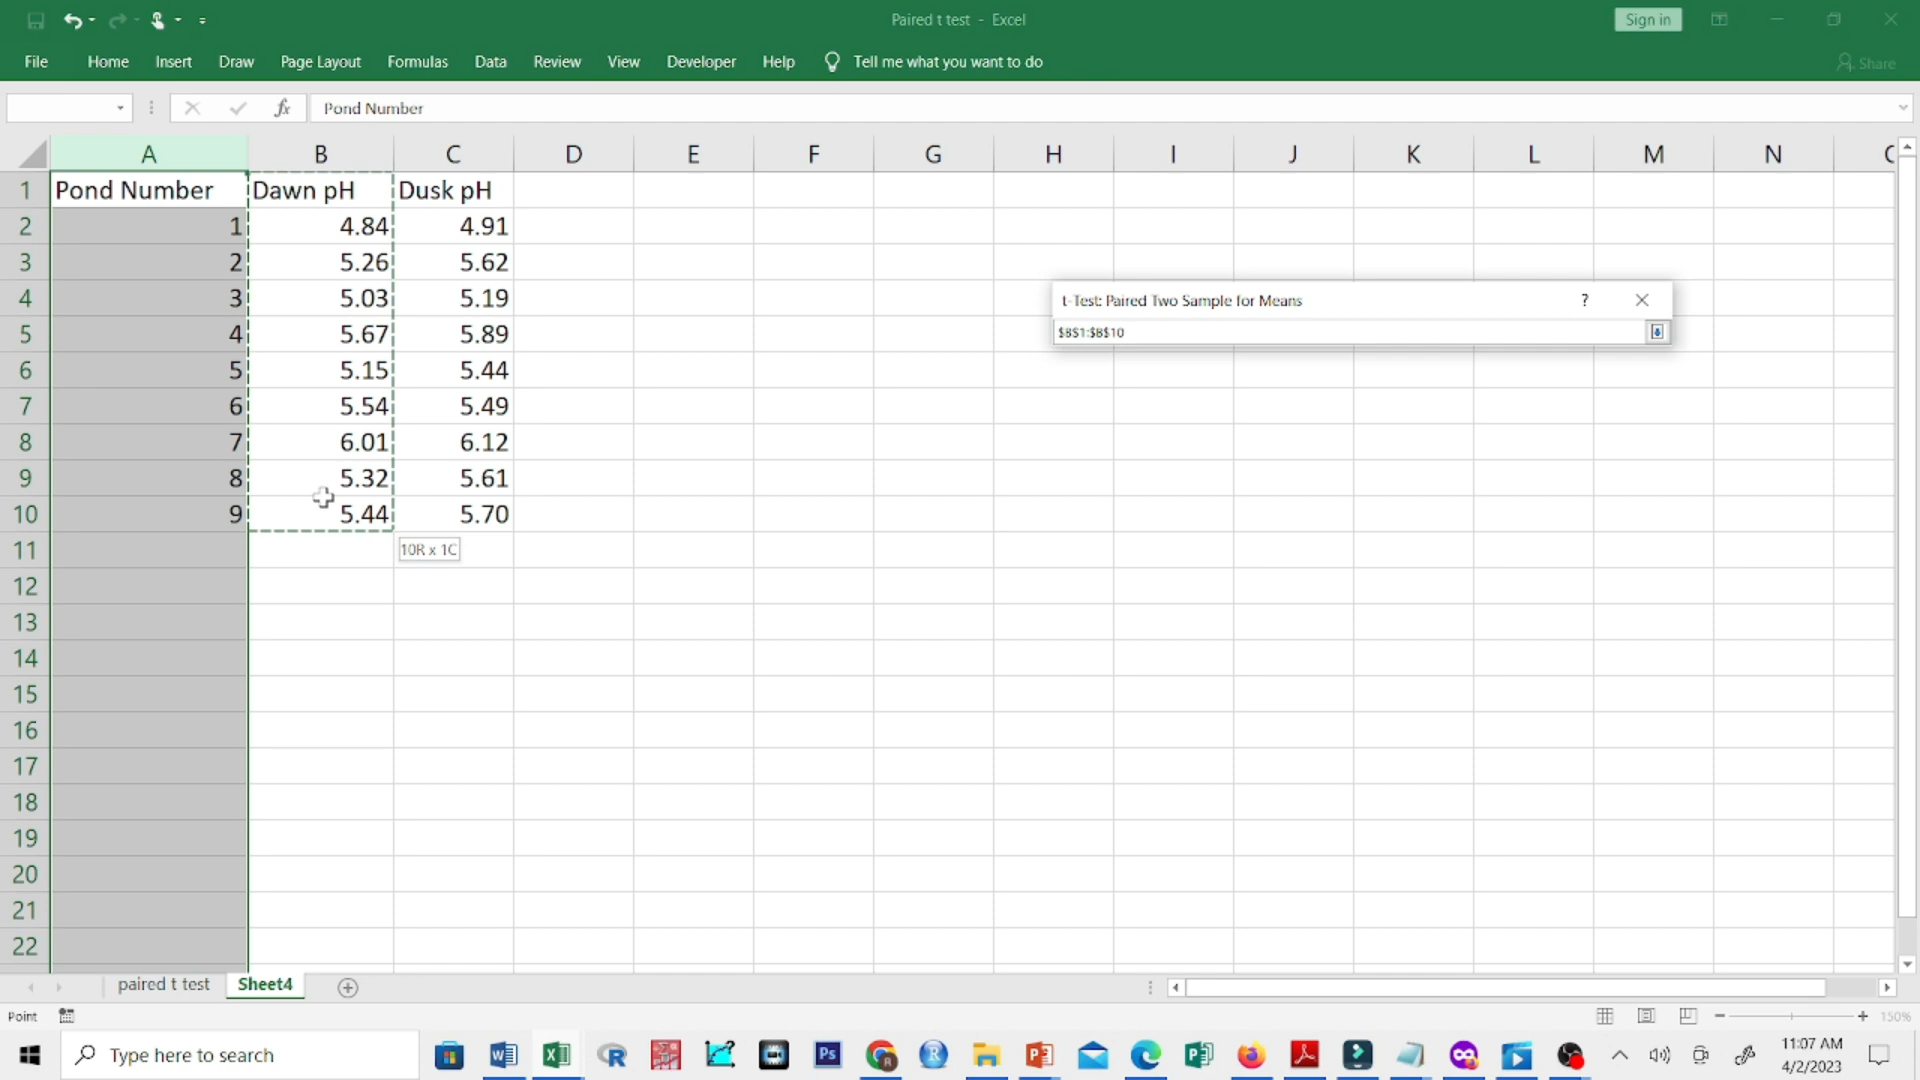 Paired t test - Excel
Sign in
File Home Insert Draw Page Layout Formulas Data Review View Developer Help Tell me what you want to do
Share
fx Pond Number
A B C D E F G H I J K L M N
1 Pond Number Dawn pH Dusk pH
2 1 4.84 4.91
3 2 5.26 5.62
4 3 5.03 5.19
t-Test: Paired Two Sample for Means ?
5 4 5.67 5.89
$B$1:$B$10
6 5 5.15 5.44
7 6 5.54 5.49
8 7 6.01 6.12
9 8 5.32 5.61
10 9 5.44 5.70
11 10R x 1C
12
13
14
15
16
17
18
19
20
21
22
paired t test Sheet4
Point 150%
Type here to search
W X R Ps R P P
11:07 AM
4/2/2023